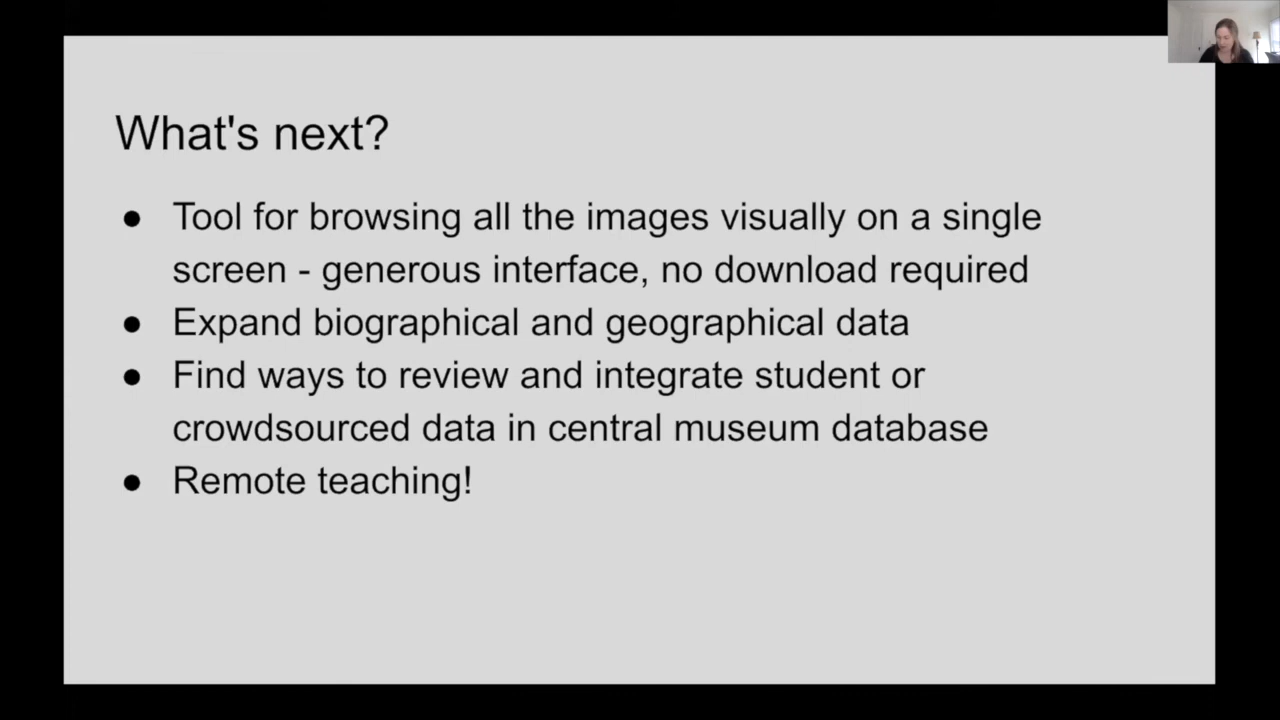 What's next?
● Tool for browsing all the images visually on a single
screen - generous interface, no download required
● Expand biographical and geographical data
● Find ways to review and integrate student or
crowdsourced data in central museum database
● Remote teaching!